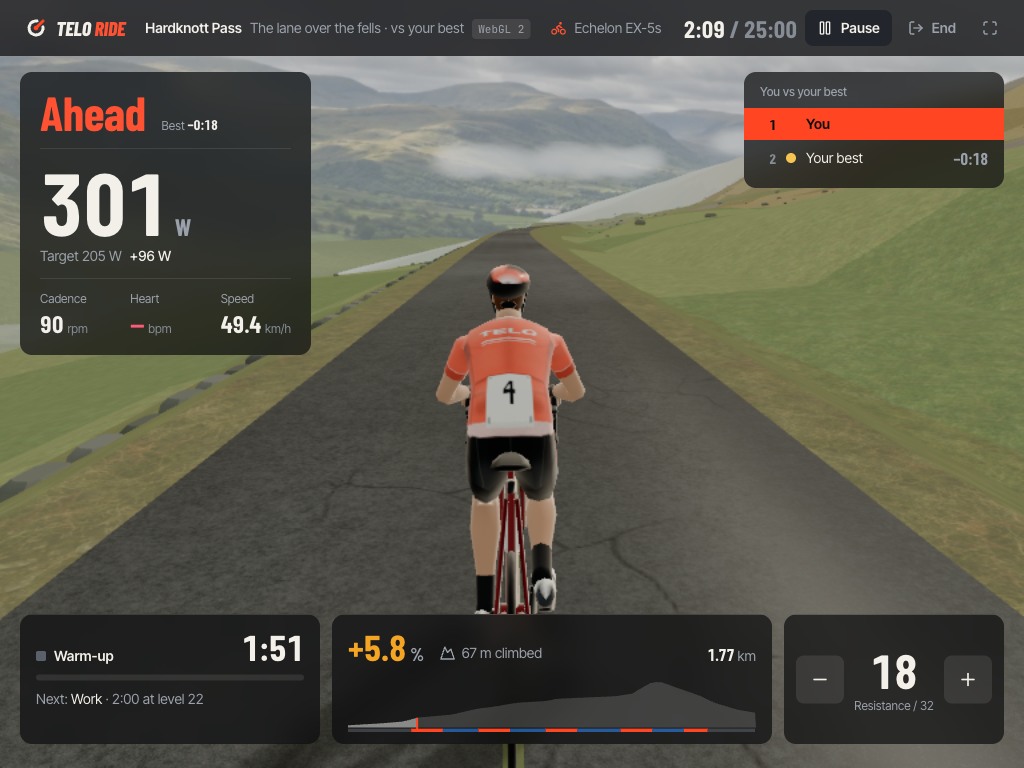 TELO RIDE Hardknott Pass The lane over the fells · vs your best WebGL 2 Echelon EX-5s 2:09 / 25:00 Pause End
Ahead Best −0:18
301 W
Target 205 W +96 W
Cadence Heart Speed
90 rpm – bpm 49.4 km/h
You vs your best
1 You
2 Your best −0:18
TELO
4
Warm-up 1:51
Next: Work · 2:00 at level 22
+5.8 % 67 m climbed 1.77 km
− 18 +
Resistance / 32